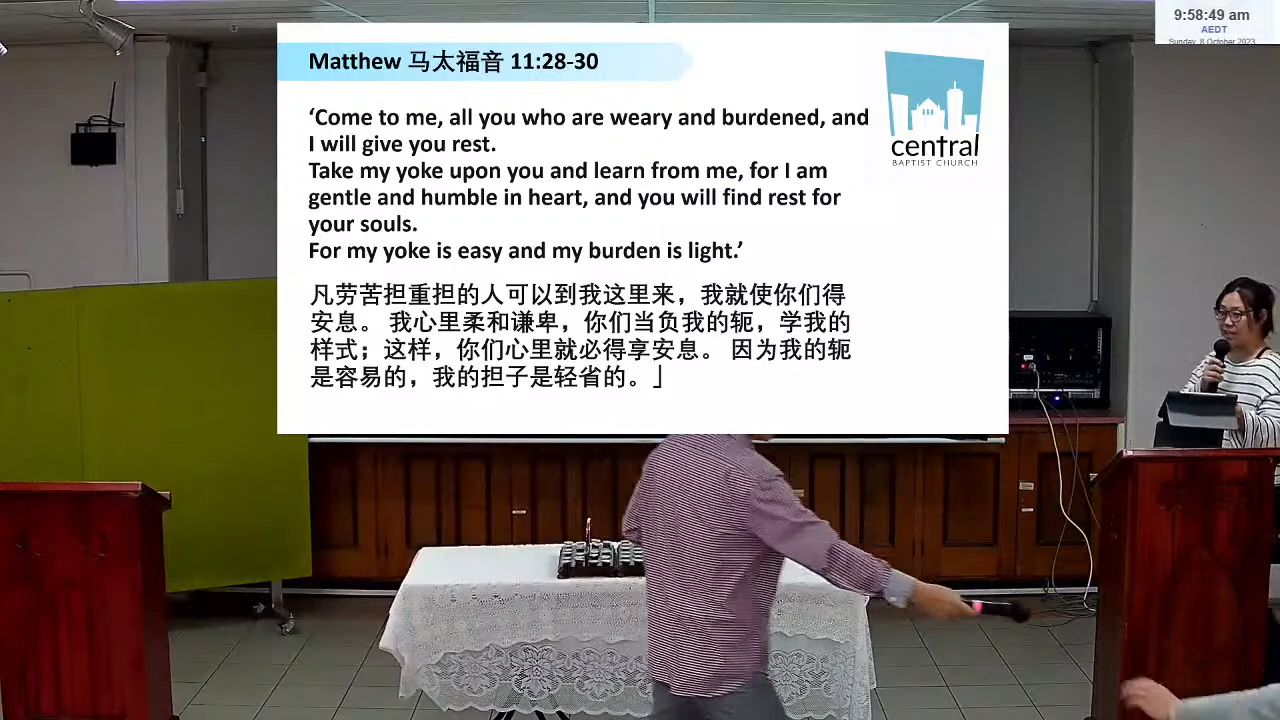 9:58:49 am
AEDT
Sunday, 8 October 2023
Matthew 马太福音 11:28-30
‘Come to me, all you who are weary and burdened, and
I will give you rest.
Take my yoke upon you and learn from me, for I am
gentle and humble in heart, and you will find rest for
your souls.
For my yoke is easy and my burden is light.’
凡劳苦担重担的人可以到我这里来，我就使你们得
安息。 我心里柔和谦卑，你们当负我的轭，学我的
样式；这样，你们心里就必得享安息。 因为我的轭
是容易的，我的担子是轻省的。」
central
BAPTIST CHURCH